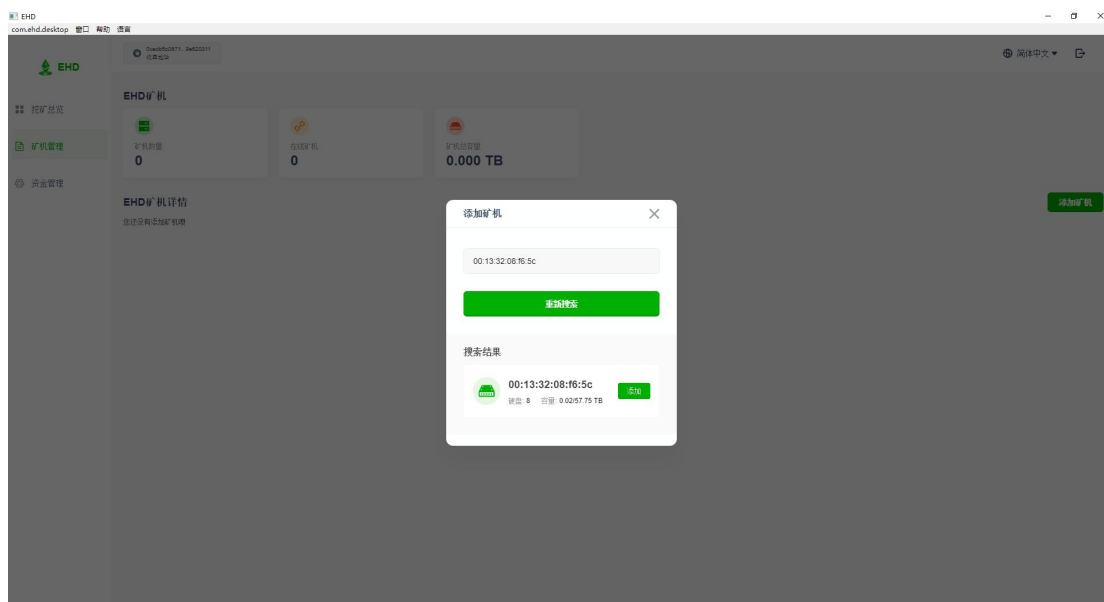 EHD
com.ehd.desktop 窗口 帮助 语言
EHD
简体中文
挖矿总览
矿机管理
资金管理
EHD矿机
矿机数量
0
在线矿机
0
矿机总容量
0.000 TB
EHD矿机详情
您还没有添加矿机哦
添加矿机
添加矿机
00:13:32:08:f6:5c
重新搜索
搜索结果
00:13:32:08:f6:5c
硬盘: 8 容量: 0.02/57.75 TB
添加